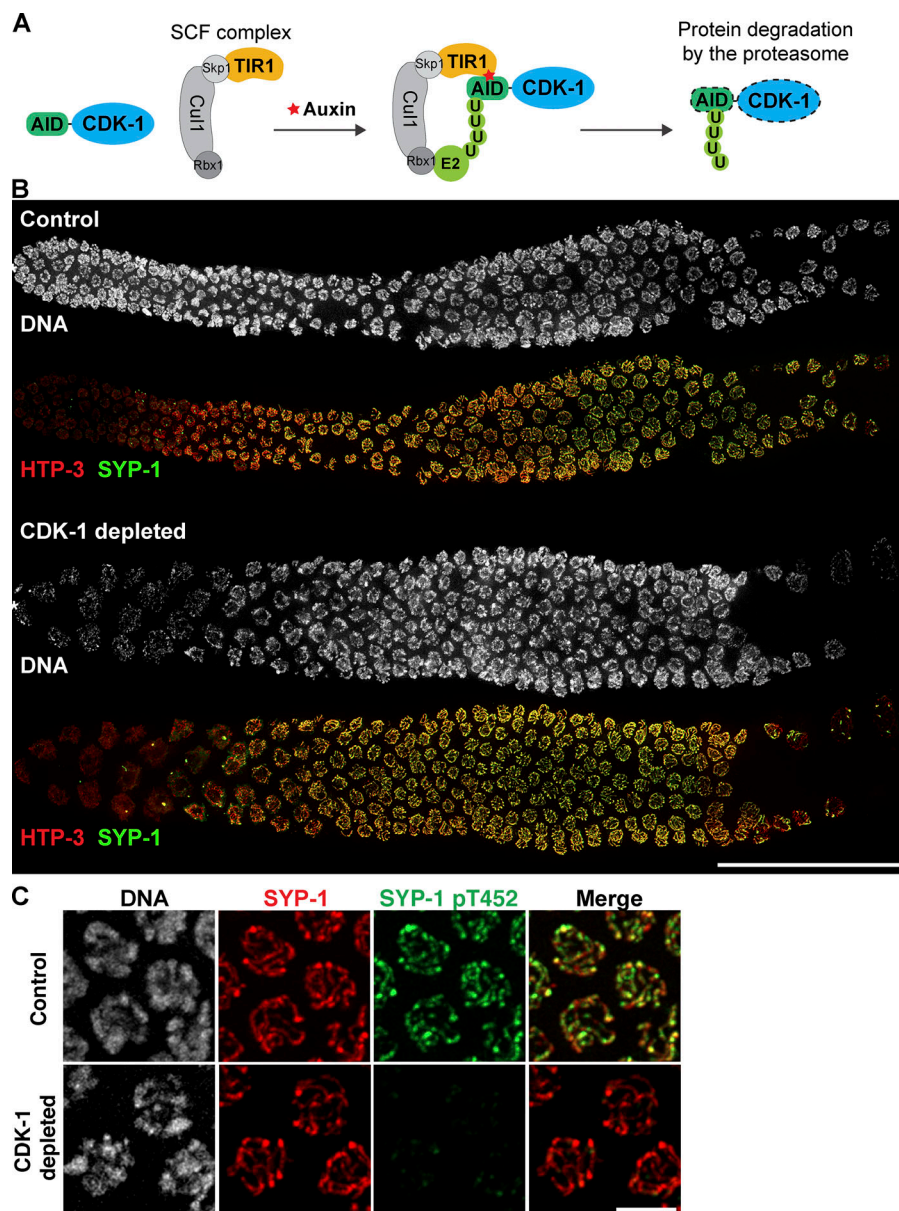 A
SCF complex
Protein degradation
by the proteasome
Skp1
TIR1
Cul1
Rbx1
AID
CDK-1
Auxin
Skp1
TIR1
AID
CDK-1
Cul1
Rbx1
E2
U
U
U
U
AID
CDK-1
U
U
U
U
B
Control
DNA
HTP-3 SYP-1
CDK-1 depleted
DNA
HTP-3 SYP-1
C
DNA
SYP-1
SYP-1 pT452
Merge
Control
CDK-1
depleted